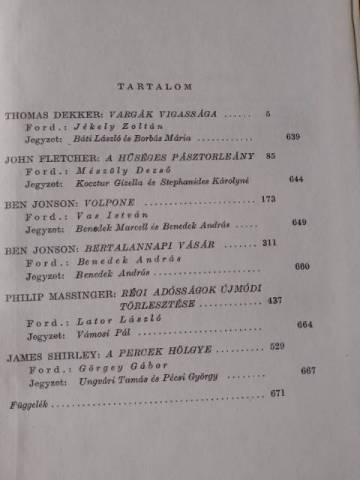 TARTALOM
THOMAS DEKKER: VARGÁK VIGASSÁGA ...... 5
Ford.: Jékely Zoltán
Jegyzet: Báti László és Borbás Mária ............ 639
JOHN FLETCHER: A HŰSÉGES PÁSZTORLEÁNY 85
Ford.: Mészöly Dezső
Jegyzet: Kocztur Gizella és Stephanides Károlyné 644
BEN JONSON: VOLPONE .................... 173
Ford.: Vas István
Jegyzet: Benedek Marcell és Benedek András .... 649
BEN JONSON: BERTALANNAPI VÁSÁR ...... 311
Ford.: Benedek András
Jegyzet: Benedek András .................... 660
PHILIP MASSINGER: RÉGI ADÓSSÁGOK ÚJMÓDI
TÖRLESZTÉSE .......... 437
Ford.: Lator László
Jegyzet: Vámosi Pál ........................ 664
JAMES SHIRLEY: A PERCEK HÖLGYE ........ 529
Ford.: Görgey Gábor
Jegyzet: Ungvári Tamás és Pécsi György ........ 667
Függelék .................................... 671